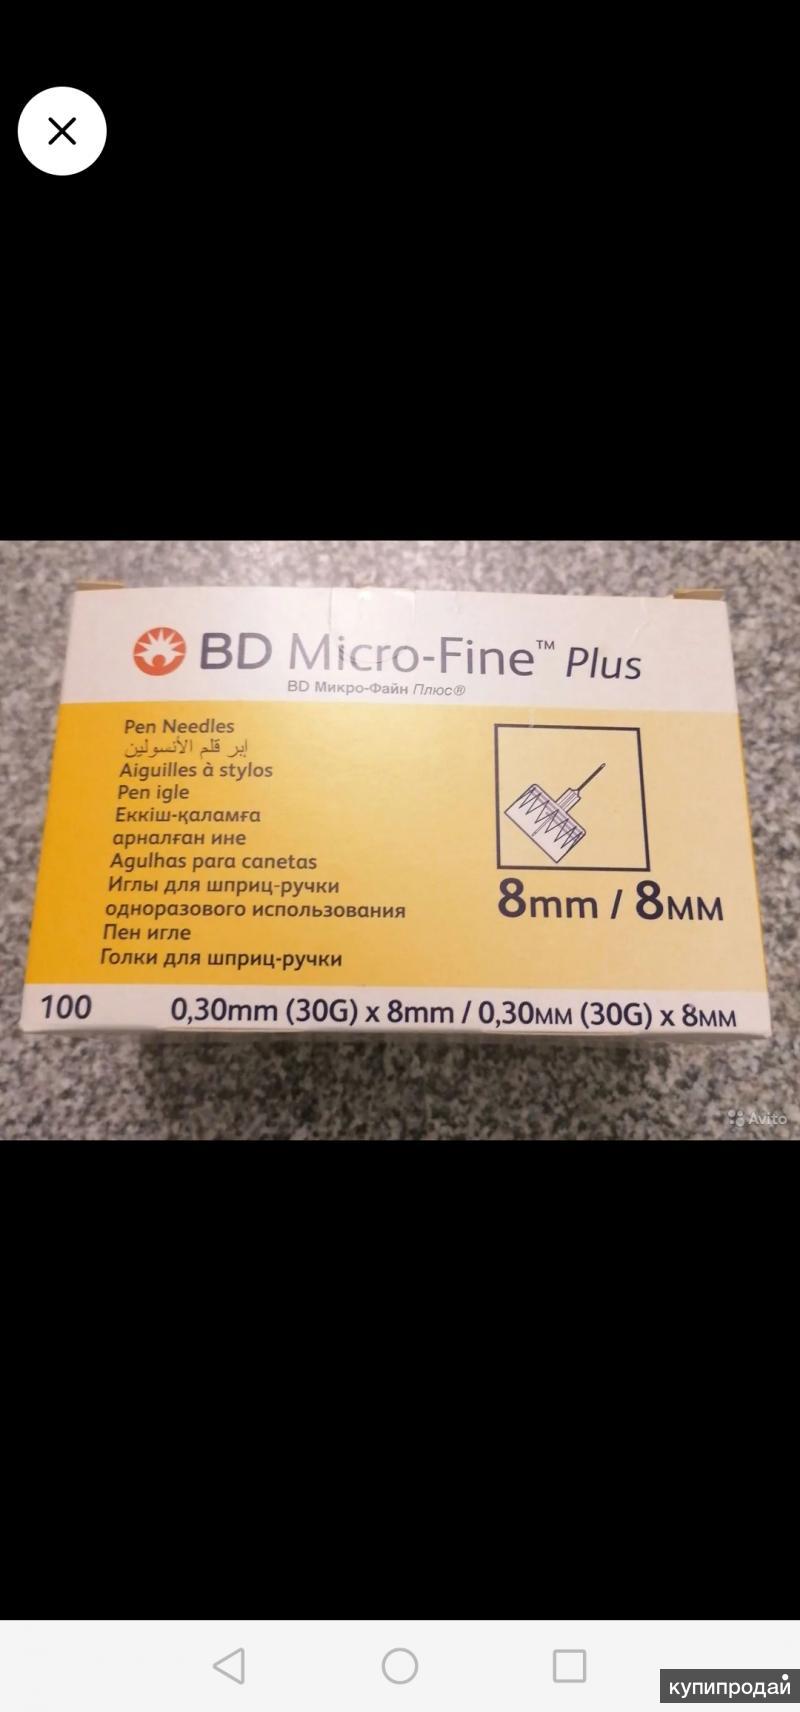 BD Micro-Fine™ Plus
BD Микро-Файн Плюс®
Pen Needles
إبر قلم الأنسولين
Aiguilles à stylos
Pen igle
Еккіш-қаламға
арналған ине
Agulhas para canetas
Иглы для шприц-ручки
одноразового использования
Пен игле
Голки для шприц-ручки
8mm / 8мм
100 0,30mm (30G) x 8mm / 0,30мм (30G) x 8мм
Avito
купипродай